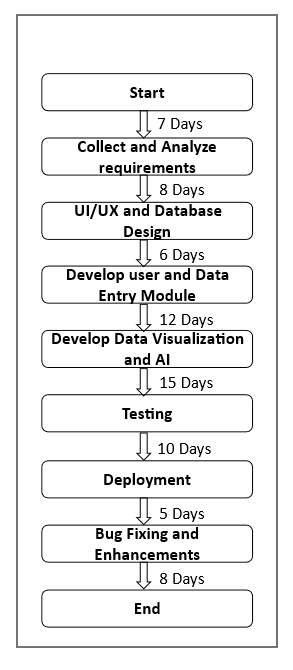 Start
7 Days
Collect and Analyze
requirements
8 Days
UI/UX and Database
Design
6 Days
Develop user and Data
Entry Module
12 Days
Develop Data Visualization
and AI
15 Days
Testing
10 Days
Deployment
5 Days
Bug Fixing and
Enhancements
8 Days
End